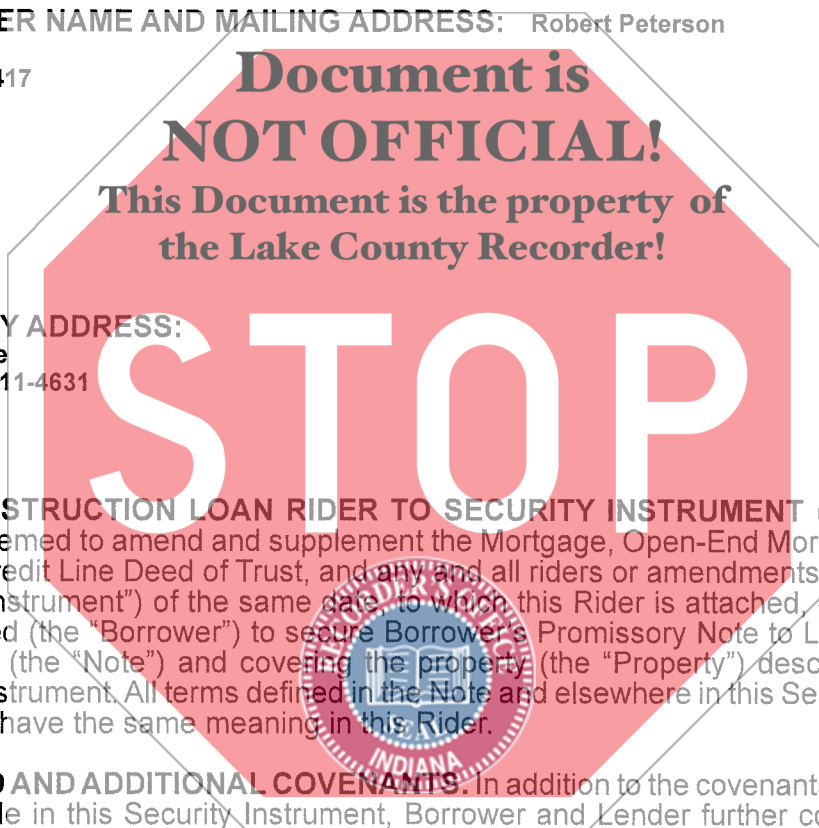 ER NAME AND MAILING ADDRESS: Robert Peterson
417
Document is
NOT OFFICIAL!
This Document is the property of
the Lake County Recorder!
Y ADDRESS:
e
11-4631
STOP
STRUCTION LOAN RIDER TO SECURITY INSTRUMENT
emed to amend and supplement the Mortgage, Open-End Mor
edit Line Deed of Trust, and any and all riders or amendments
nstrument”) of the same date, to which this Rider is attached,
d (the “Borrower”) to secure Borrower's Promissory Note to L
(the “Note”) and covering the property (the “Property”) desc
strument. All terms defined in the Note and elsewhere in this Se
have the same meaning in this Rider.
RECORDER'S OFFICE
SEAL
INDIANA
D AND ADDITIONAL COVENANTS. In addition to the covenant
le in this Security Instrument, Borrower and Lender further co